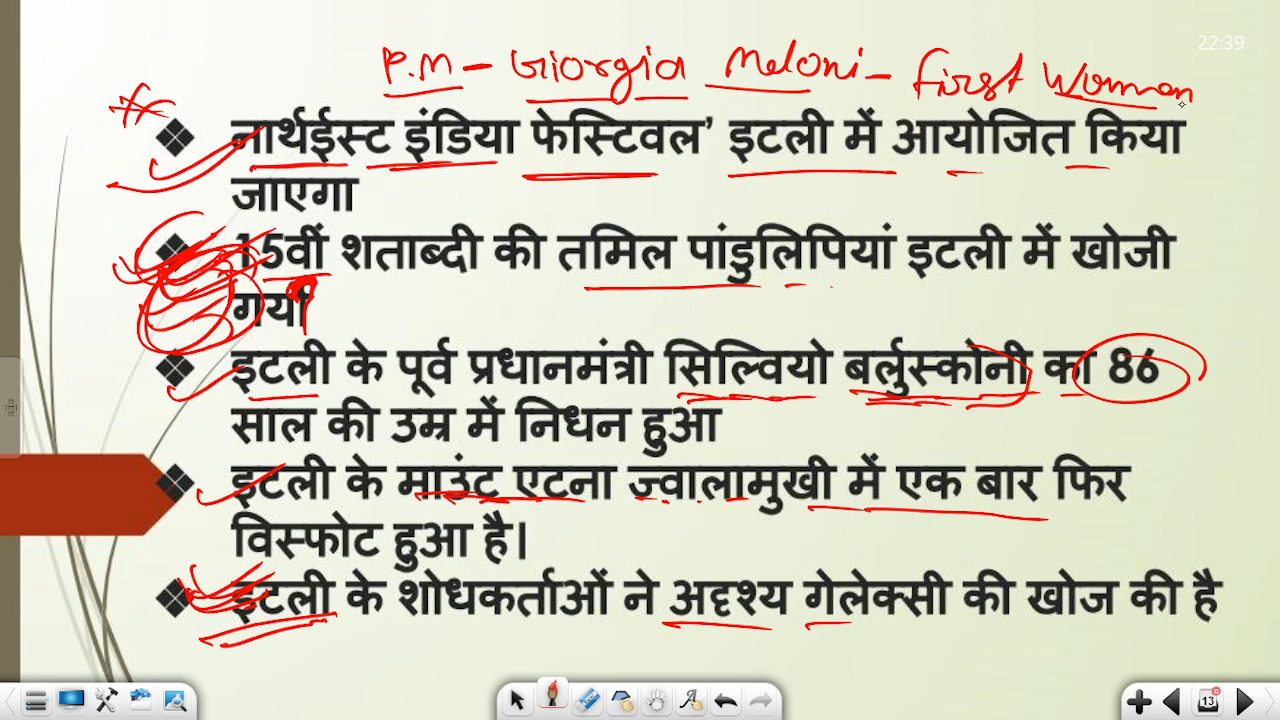 22:39
P.M - Giorgia Meloni - First Woman
❖ नार्थईस्ट इंडिया फेस्टिवल’ इटली में आयोजित किया
जाएगा
❖ 15वीं शताब्दी की तमिल पांडुलिपियां इटली में खोजी
गयी
❖ इटली के पूर्व प्रधानमंत्री सिल्वियो बर्लुस्कोनी का 86
साल की उम्र में निधन हुआ
❖ इटली के माउंट एटना ज्वालामुखी में एक बार फिर
विस्फोट हुआ है।
❖ इटली के शोधकर्ताओं ने अदृश्य गेलेक्सी की खोज की है
13